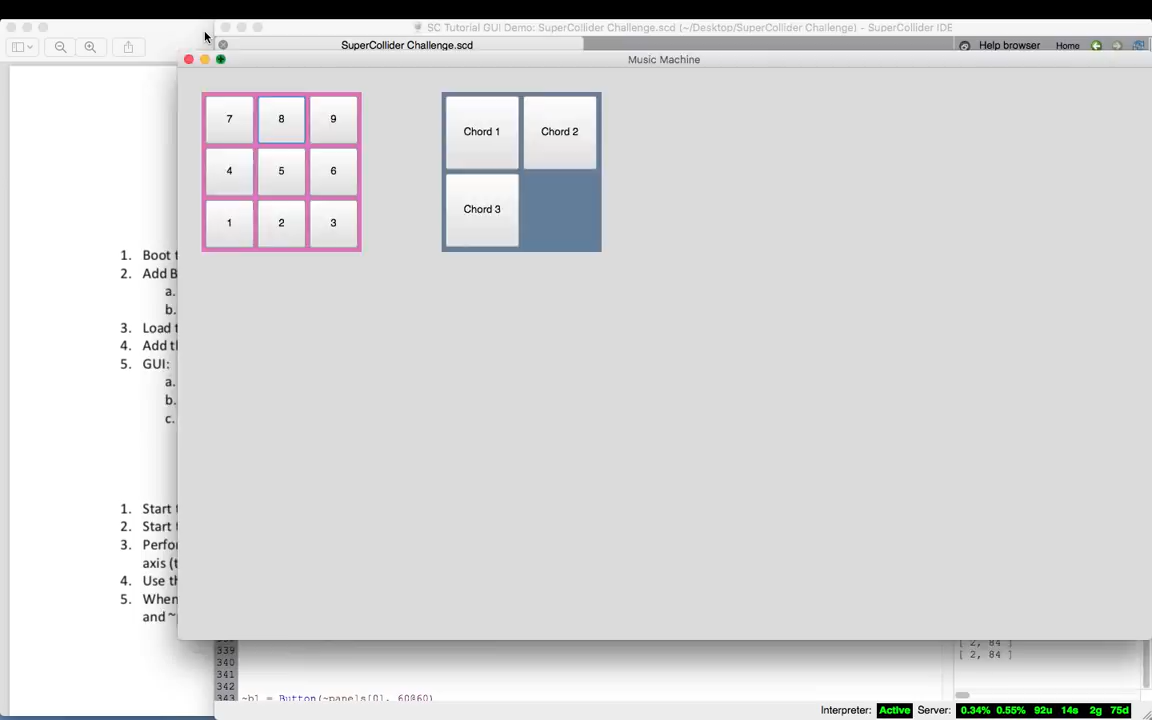 SC Tutorial GUI Demo: SuperCollider Challenge.scd (~/Desktop/SuperCollider Challenge) - SuperCollider IDE
SuperCollider Challenge.scd
Help browser
Home
Music Machine
7 8 9
4 5 6
1 2 3
Chord 1 Chord 2
Chord 3
1. Boot t
2. Add B
a.
b.
3. Load t
4. Add th
5. GUI:
a.
b.
c.
1. Start t
2. Start t
3. Perfor
axis (t
4. Use th
5. When
and ~
339
340
341
342
343 ~b1 = Button(~panels[0], 60@60)
[ 2, 84 ]
[ 2, 84 ]
Interpreter: Active Server: 0.34% 0.55% 92u 14s 2g 75d